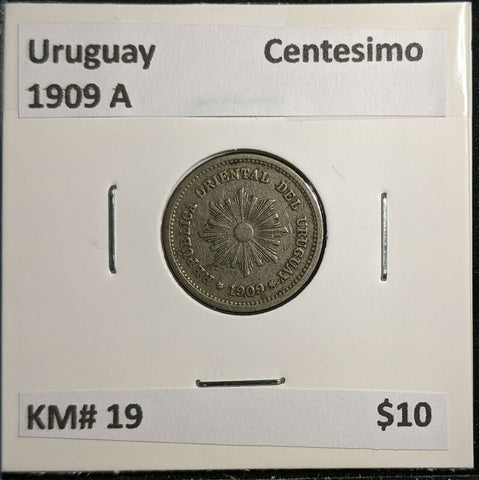 Uruguay Centesimo
1909 A
REPUBLICA ORIENTAL DEL URUGUAY
* 1909 *
KM# 19 $10